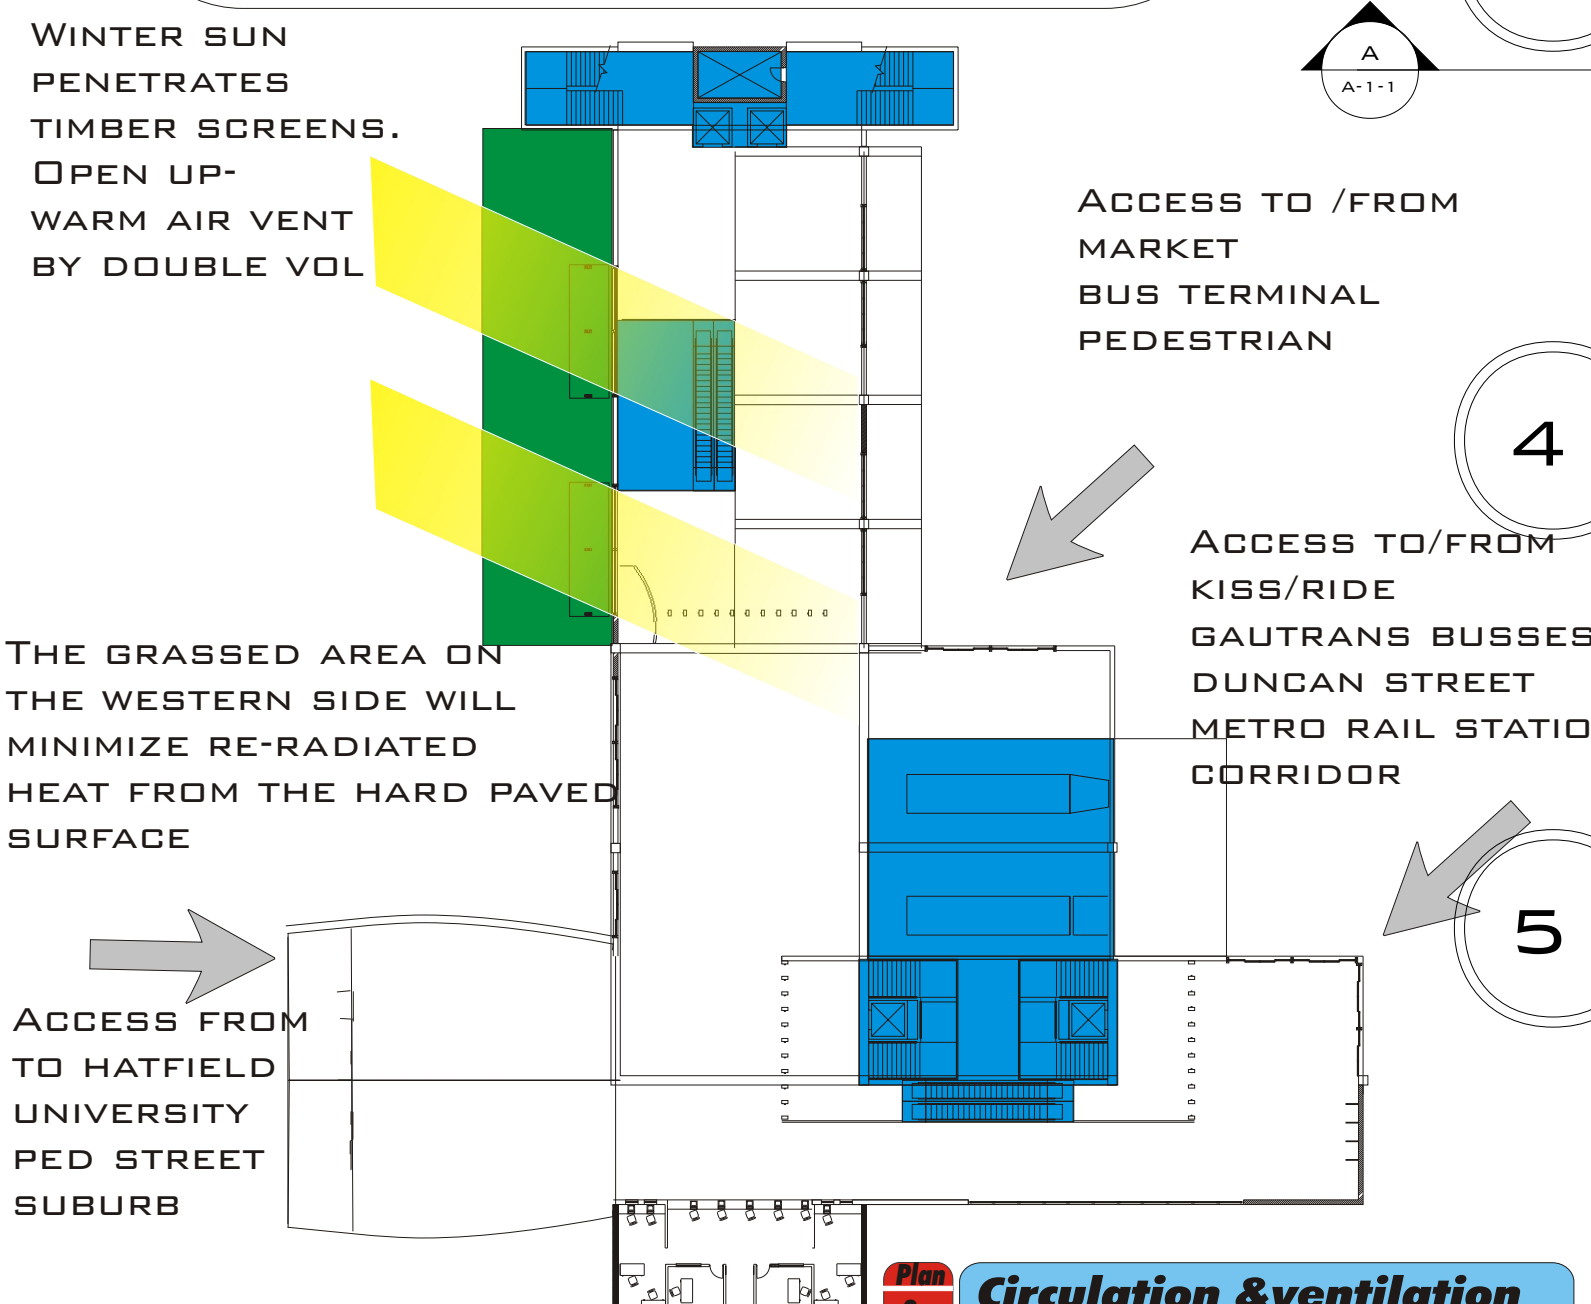 WINTER SUN
PENETRATES
TIMBER SCREENS.
OPEN UP-
WARM AIR VENT
BY DOUBLE VOL
A
A-1-1
ACCESS TO /FROM
MARKET
BUS TERMINAL
PEDESTRIAN
4
ACCESS TO/FROM
KISS/RIDE
GAUTRANS BUSSES
DUNCAN STREET
METRO RAIL STATIO
CORRIDOR
THE GRASSED AREA ON
THE WESTERN SIDE WILL
MINIMIZE RE-RADIATED
HEAT FROM THE HARD PAVED
SURFACE
5
ACCESS FROM
TO HATFIELD
UNIVERSITY
PED STREET
SUBURB
Plan
Circulation &ventilation